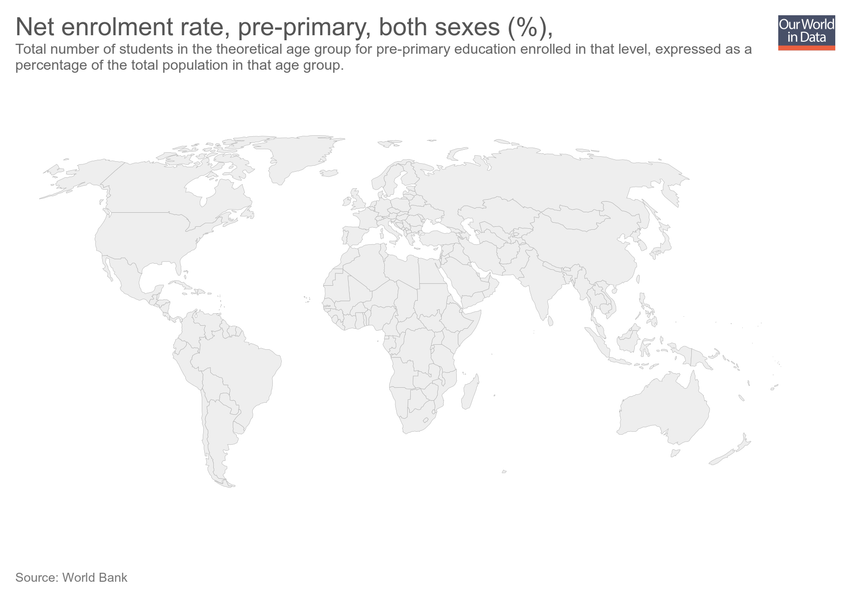 Net enrolment rate, pre-primary, both sexes (%),
Total number of students in the theoretical age group for pre-primary education enrolled in that level, expressed as a
percentage of the total population in that age group.
Our World
in Data
Source: World Bank